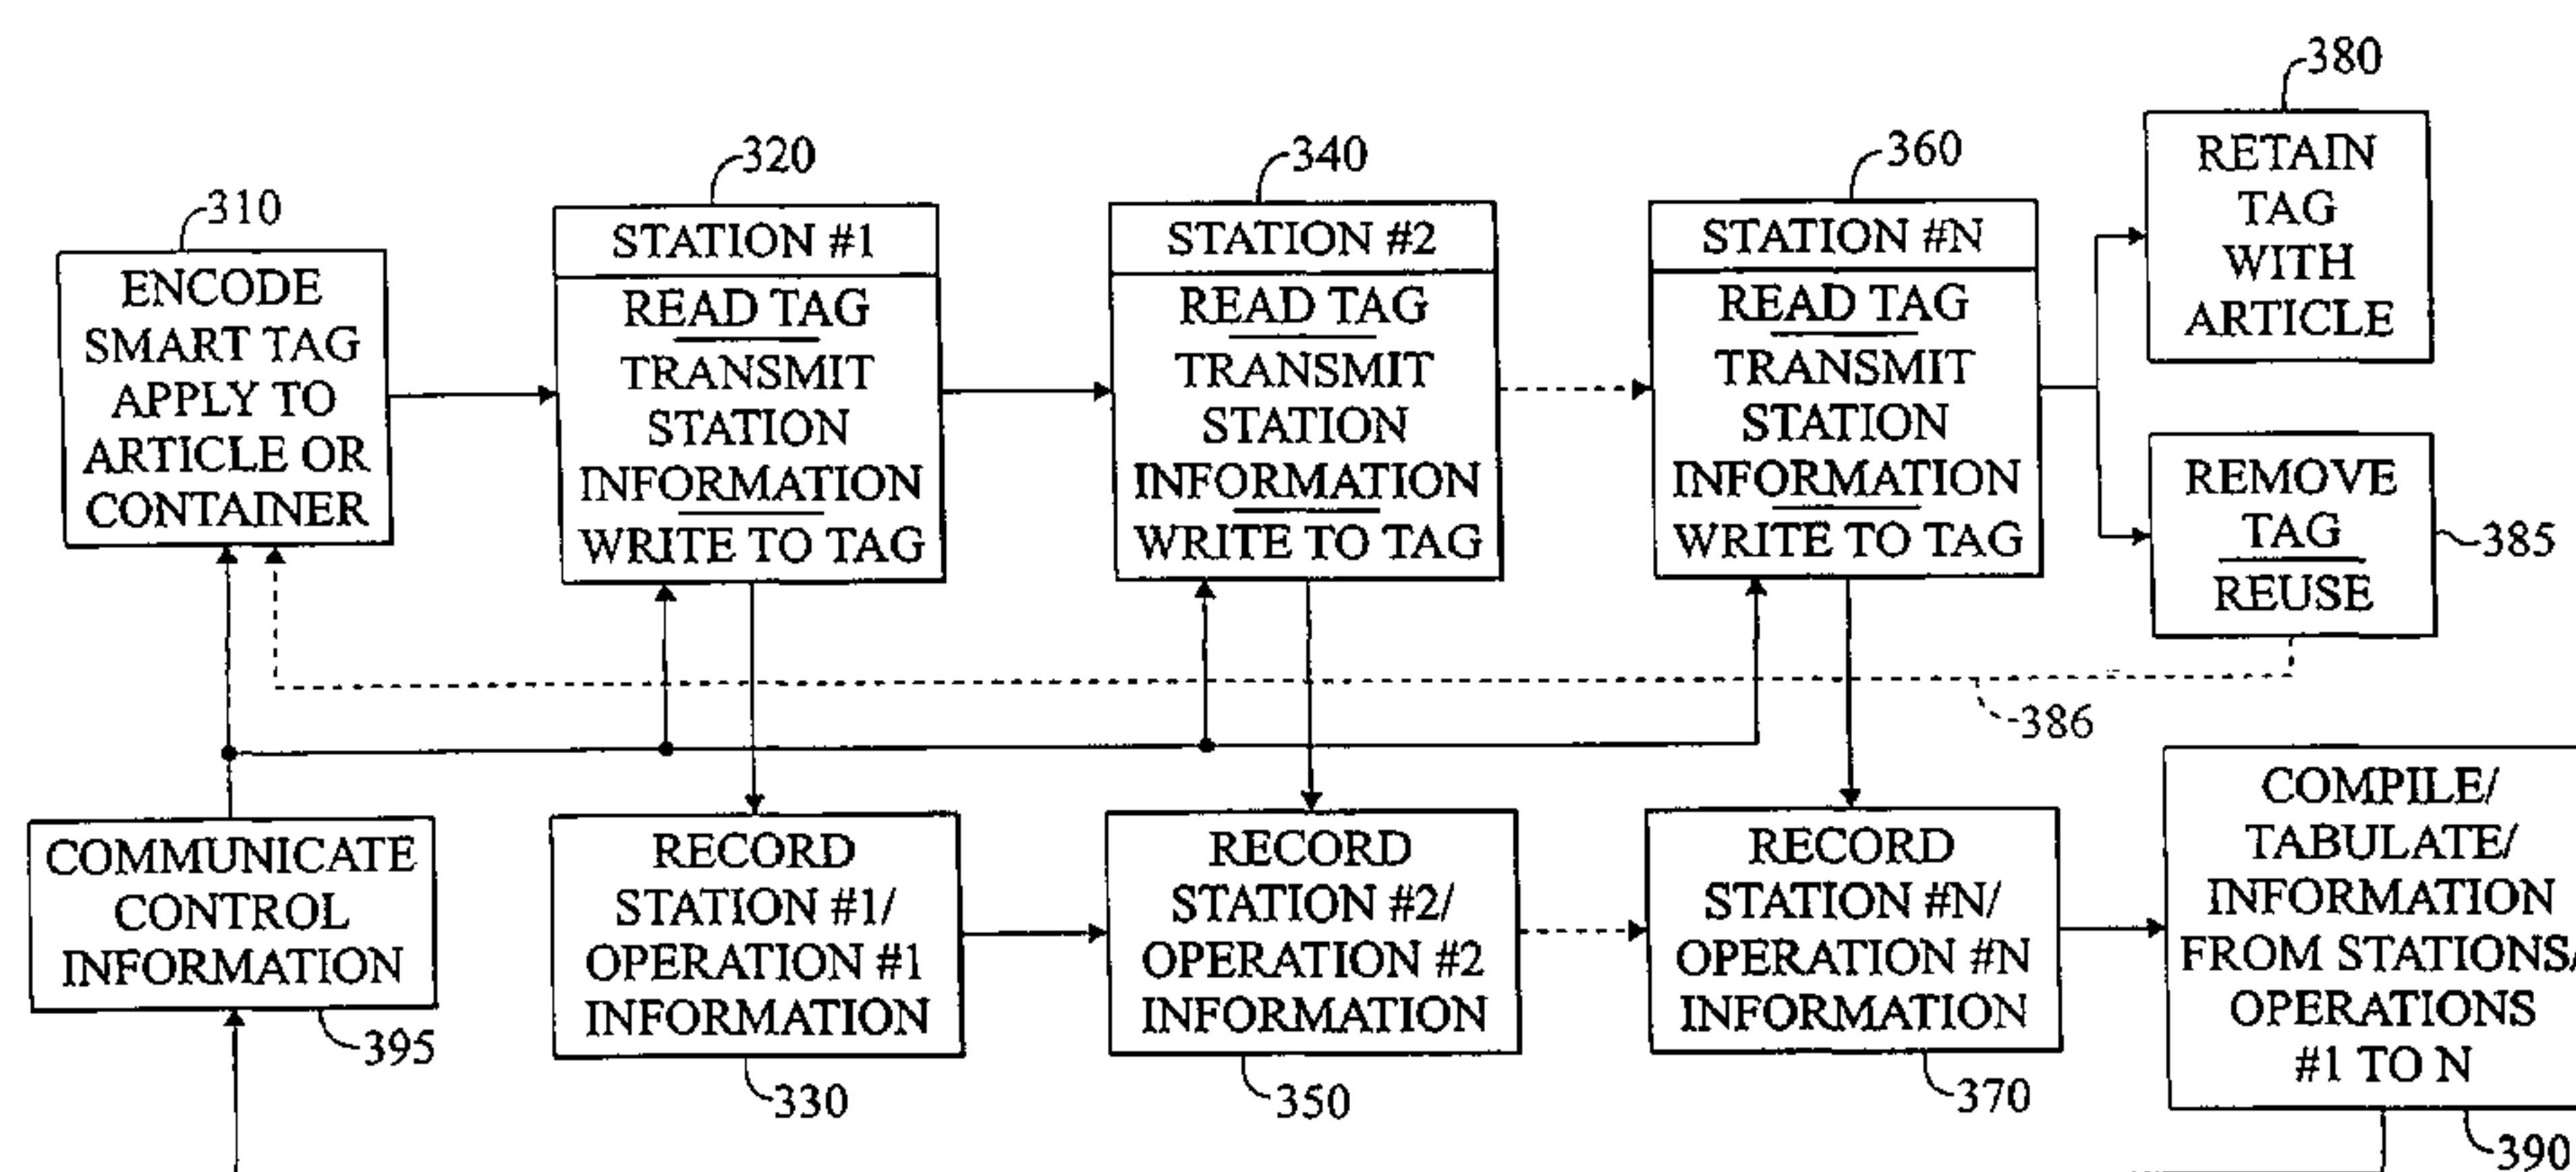 380
RETAIN
TAG
WITH
ARTICLE
310
ENCODE
SMART TAG
APPLY TO
ARTICLE OR
CONTAINER
320
STATION #1
READ TAG
TRANSMIT
STATION
INFORMATION
WRITE TO TAG
340
STATION #2
READ TAG
TRANSMIT
STATION
INFORMATION
WRITE TO TAG
360
STATION #N
READ TAG
TRANSMIT
STATION
INFORMATION
WRITE TO TAG
REMOVE
TAG
REUSE
385
386
COMMUNICATE
CONTROL
INFORMATION
395
RECORD
STATION #1/
OPERATION #1
INFORMATION
330
RECORD
STATION #2/
OPERATION #2
INFORMATION
350
RECORD
STATION #N/
OPERATION #N
INFORMATION
370
COMPILE/
TABULATE/
INFORMATION
FROM STATIONS/
OPERATIONS
#1 TO N
390